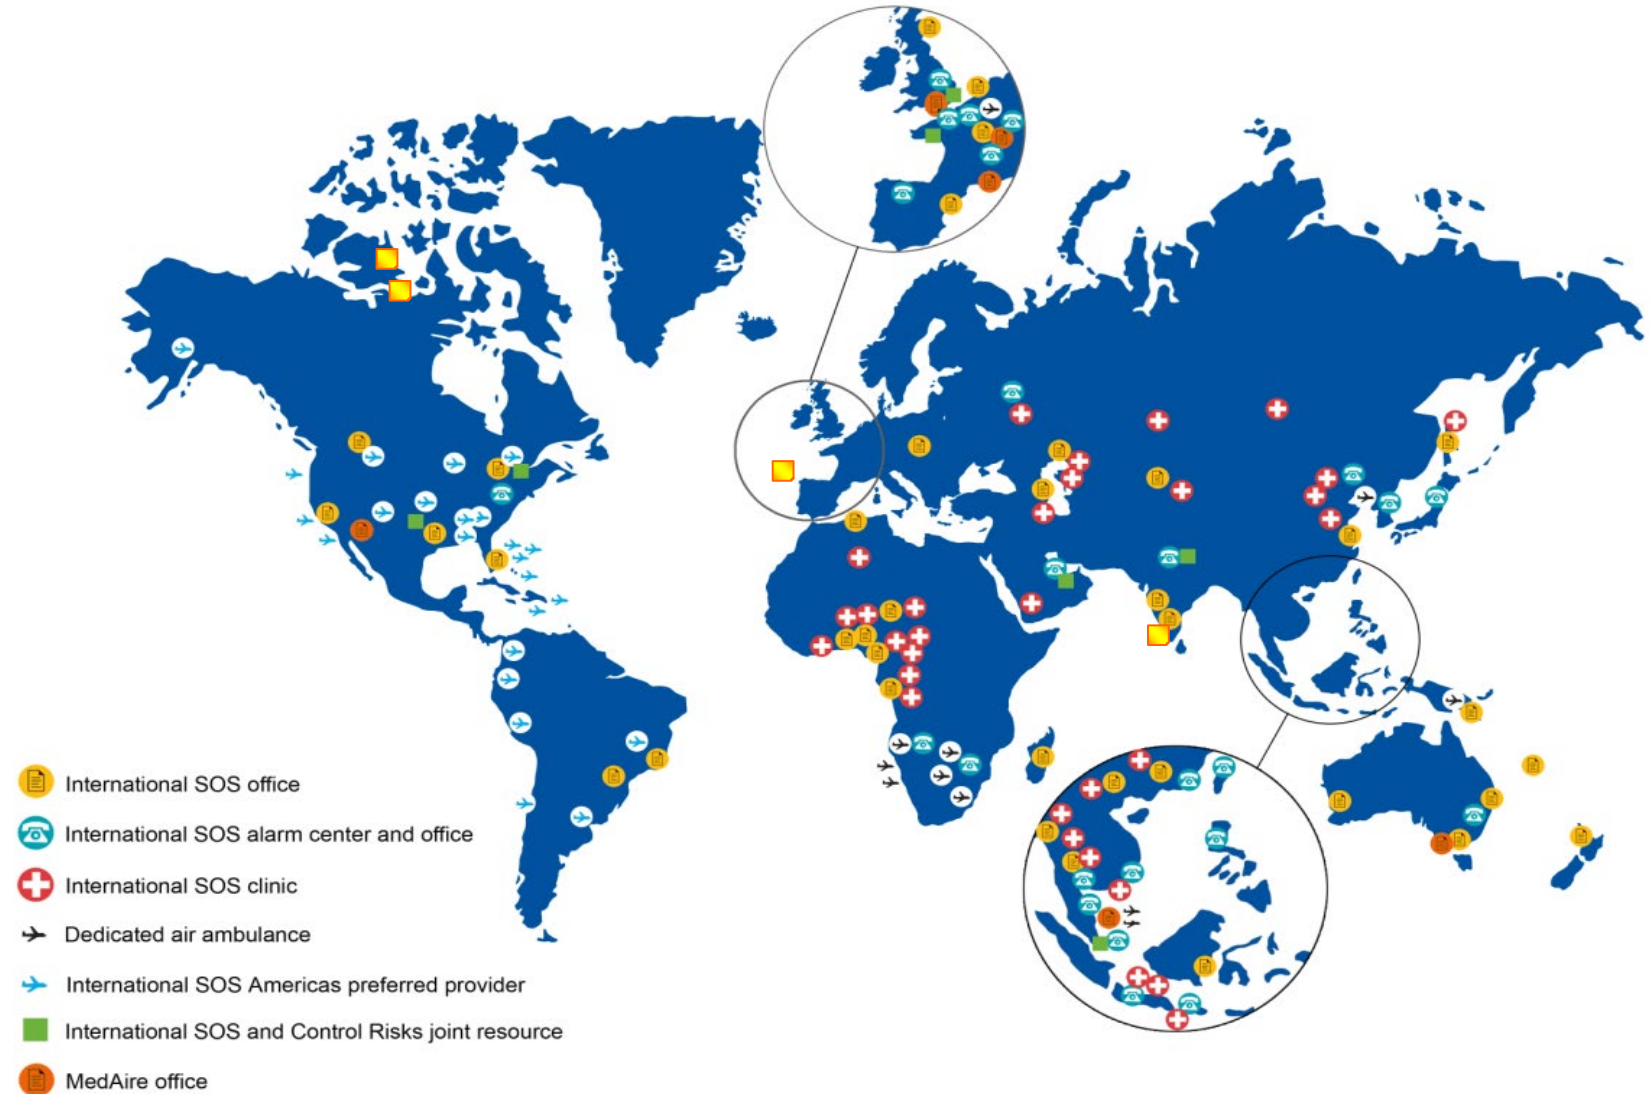 International SOS office
International SOS alarm center and office
International SOS clinic
Dedicated air ambulance
International SOS Americas preferred provider
International SOS and Control Risks joint resource
MedAire office